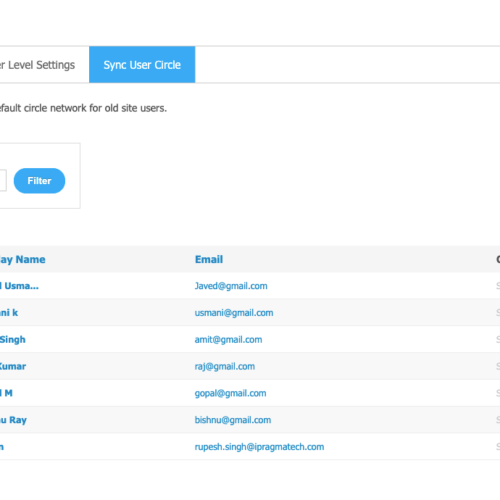 r Level Settings Sync User Circle
fault circle network for old site users.
Filter
ay Name Email
l Usma... Javed@gmail.com
ni k usmani@gmail.com
Singh amit@gmail.com
Kumar raj@gmail.com
l M gopal@gmail.com
u Ray bishnu@gmail.com
n rupesh.singh@ipragmatech.com